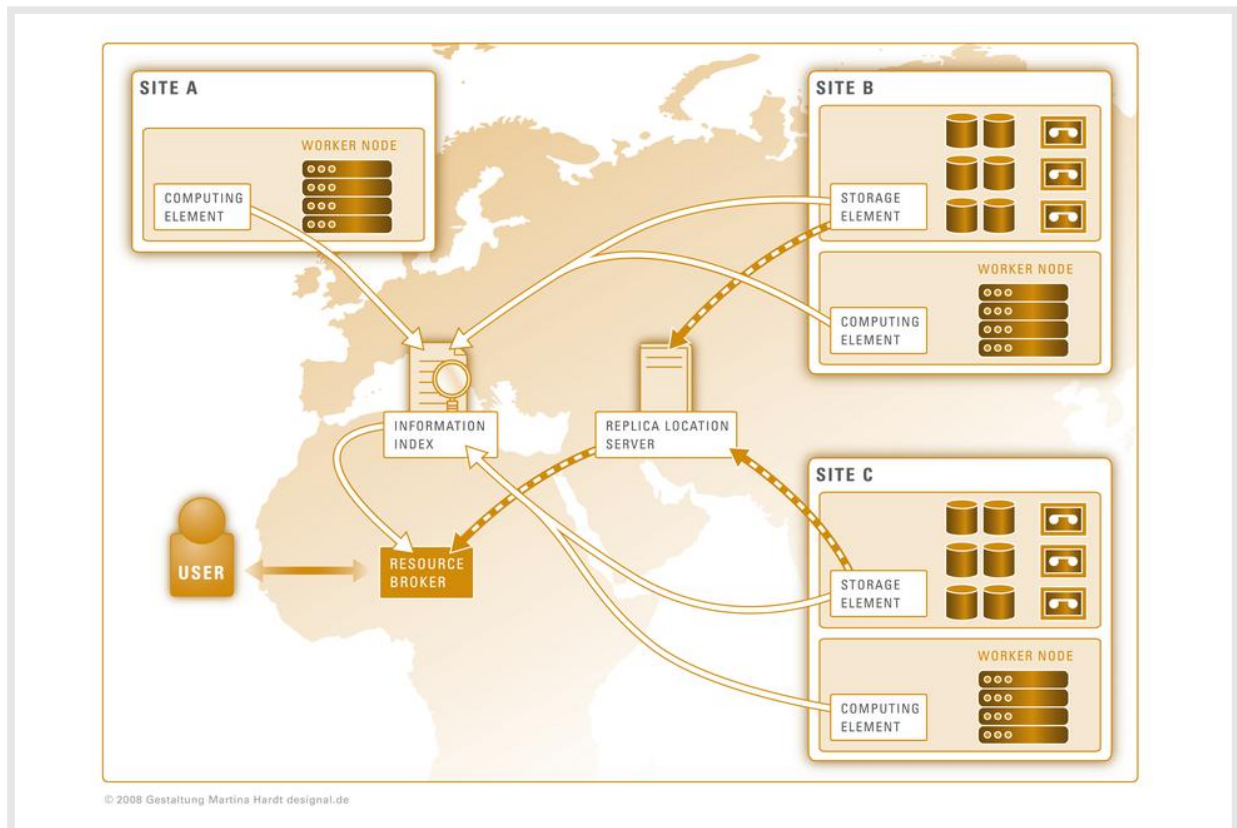 SITE A
WORKER NODE
COMPUTING
ELEMENT
SITE B
STORAGE
ELEMENT
WORKER NODE
COMPUTING
ELEMENT
INFORMATION
INDEX
REPLICA LOCATION
SERVER
SITE C
STORAGE
ELEMENT
WORKER NODE
COMPUTING
ELEMENT
USER
RESOURCE
BROKER
© 2008 Gestaltung Martina Hardt designal.de